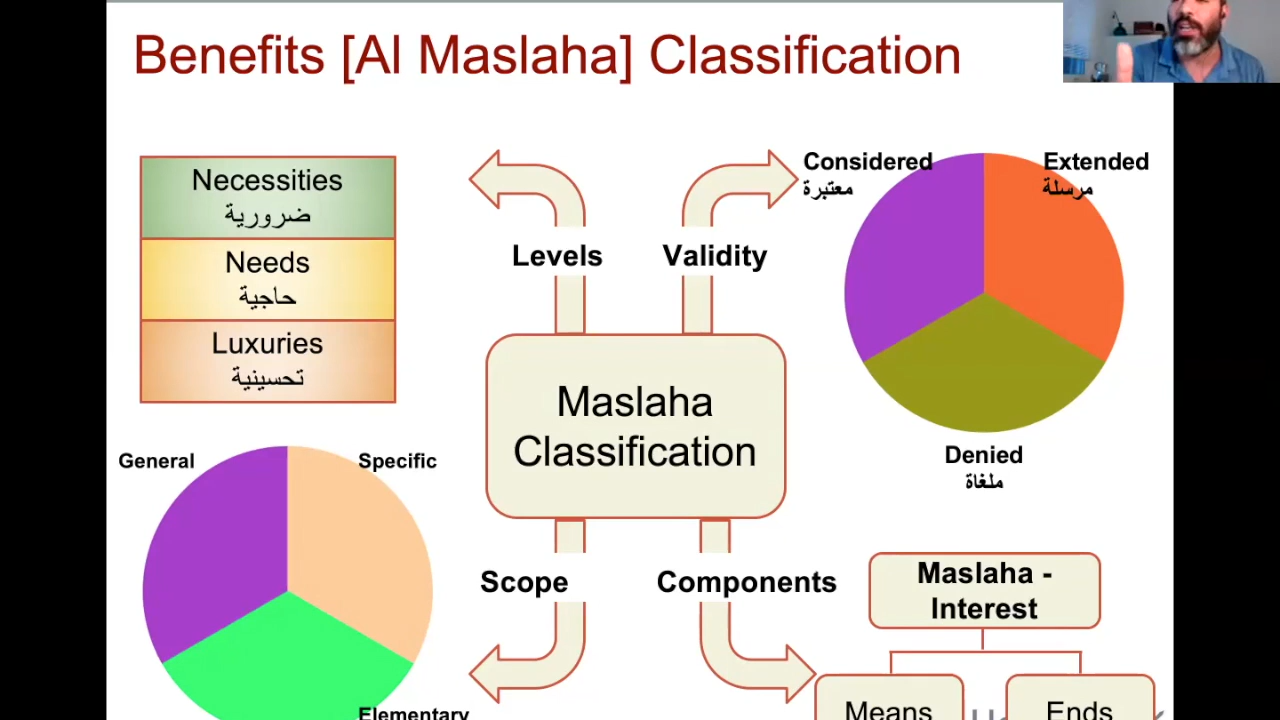 Benefits [Al Maslaha] Classification
Necessities
ضرورية
Needs
حاجية
Luxuries
تحسينية
Levels
Validity
Considered
معتبرة
Extended
مرسلة
Denied
ملغاة
Maslaha
Classification
General
Specific
Elementary
Scope
Components
Maslaha -
Interest
Means
Ends